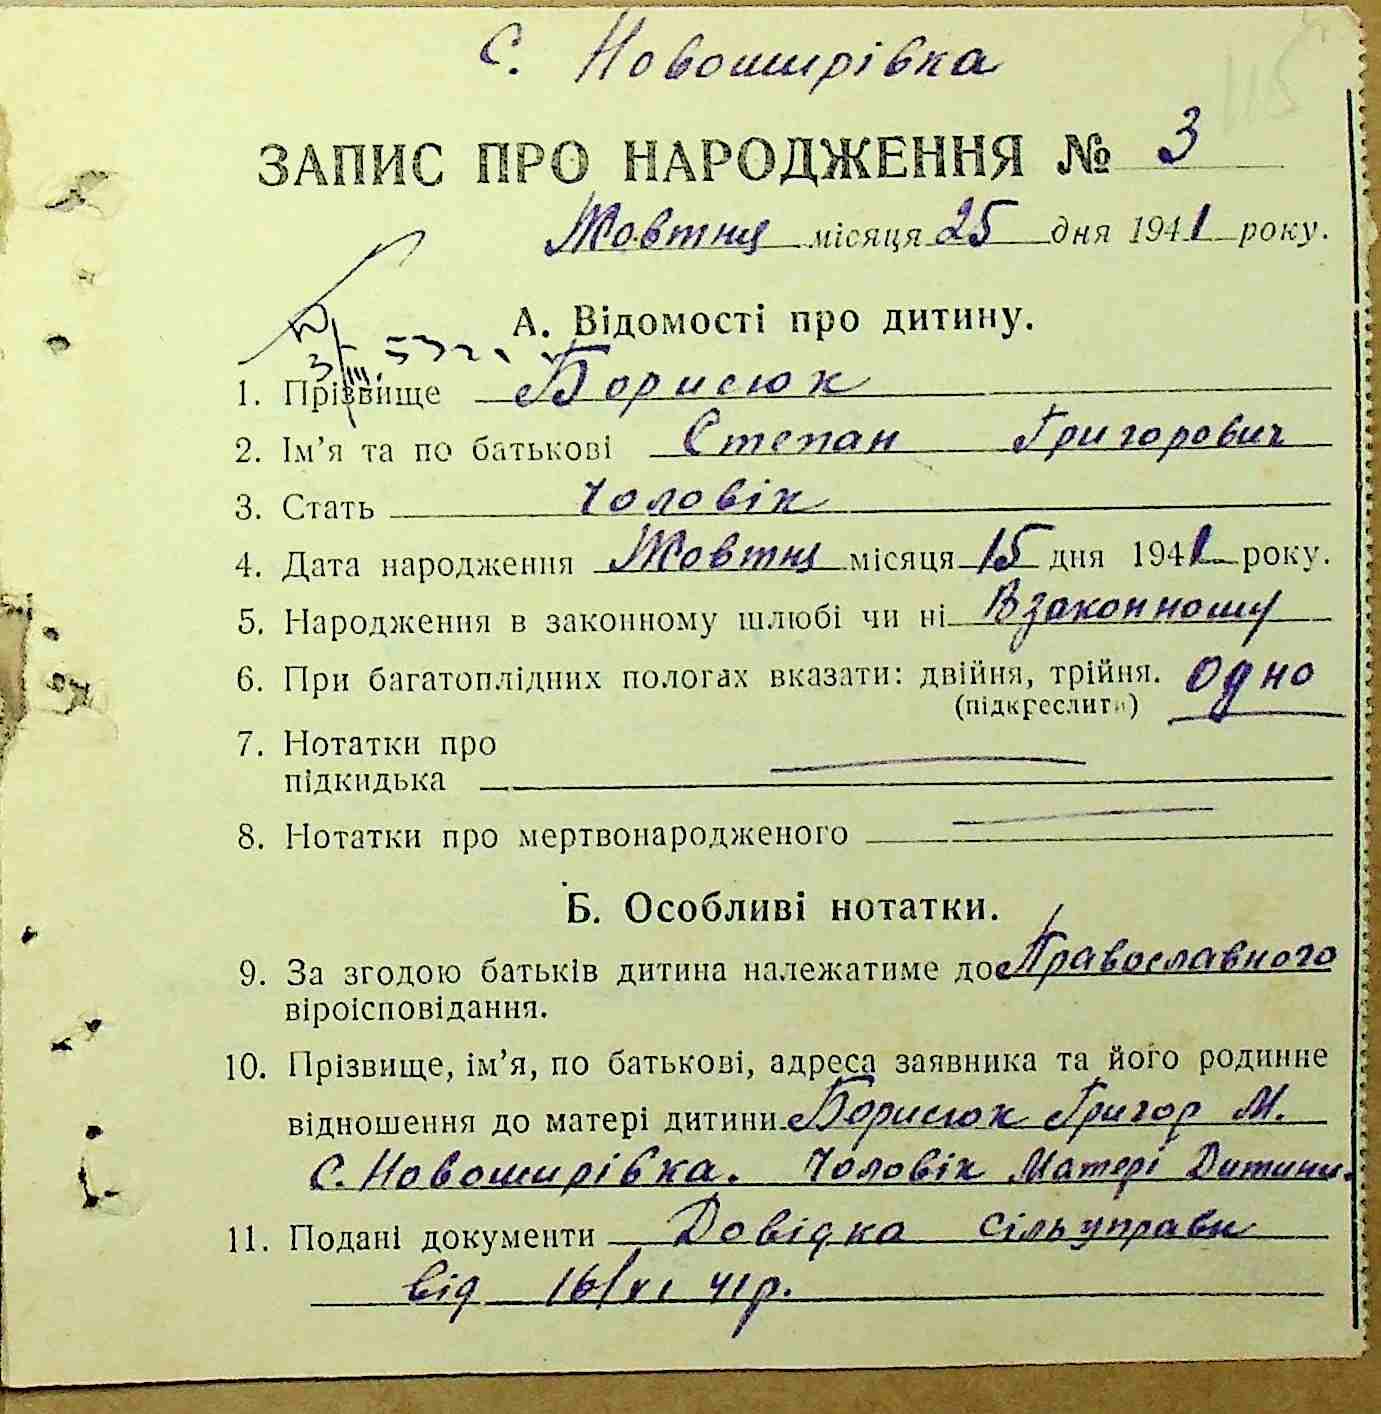 115
с. Новоширівка
ЗАПИС ПРО НАРОДЖЕННЯ № 3
Жовтня місяця 25 дня 1941 року.
А. Відомості про дитину.
1. Прізвище Борисюк
2. Ім’я та по батькові Степан Григорович
3. Стать Чоловік
4. Дата народження Жовтня місяця 15 дня 1941 року.
5. Народження в законному шлюбі чи ні В законному
6. При багатоплідних пологах вказати: двійня, трійня. одно
(підкреслити)
7. Нотатки про
підкидька
8. Нотатки про мертвонародженого
Б. Особливі нотатки.
9. За згодою батьків дитина належатиме до Православного
віроісповідання.
10. Прізвище, ім’я, по батькові, адреса заявника та його родинне
відношення до матері дитини Борисюк Григор М.
С. Новоширівка. Чоловік Матері Дитини.
11. Подані документи Довідка сільуправи
від 16/XI 41р.